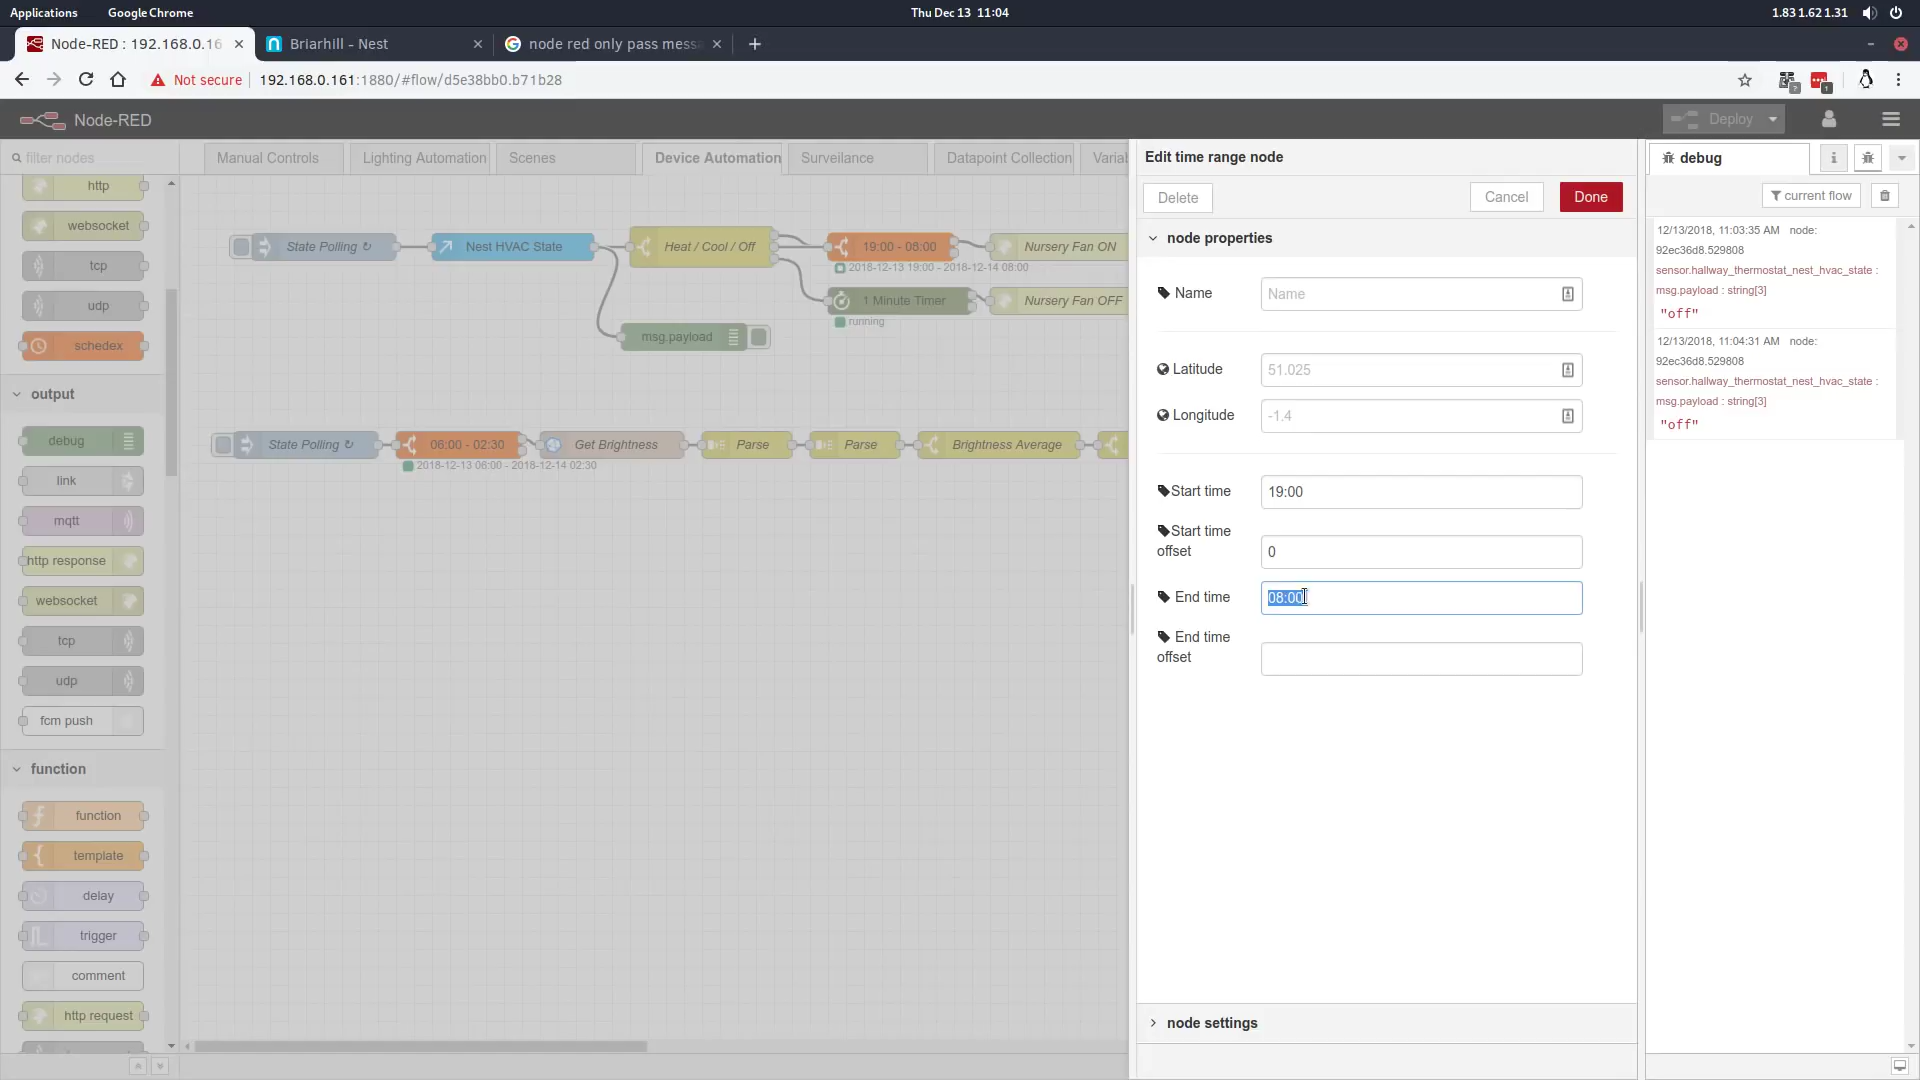 Applications
Google Chrome
Thu Dec 13 11:04
1.83 1.62 1.31
Node-RED : 192.168.0.16
Briarhill - Nest
node red only pass mess
Not secure
192.168.0.161:1880/#flow/d5e38bb0.b71b28
Node-RED
Deploy
filter nodes
Manual Controls
Lighting Automation
Scenes
Device Automation
Surveilance
Datapoint Collection
Varia
http
websocket
tcp
udp
schedex
output
debug
link
mqtt
http response
websocket
tcp
udp
fcm push
function
function
template
delay
trigger
comment
http request
State Polling ↻
Nest HVAC State
Heat / Cool / Off
19:00 - 08:00
2018-12-13 19:00 - 2018-12-14 08:00
Nursery Fan ON
1 Minute Timer
running
Nursery Fan OFF
msg.payload
State Polling ↻
06:00 - 02:30
2018-12-13 06:00 - 2018-12-14 02:30
Get Brightness
Parse
Parse
Brightness Average
Edit time range node
Delete
Cancel
Done
node properties
Name
Name
Latitude
51.025
Longitude
-1.4
Start time
19:00
Start time
offset
0
End time
08:00
End time
offset
node settings
debug
i
current flow
12/13/2018, 11:03:35 AM node:
92ec36d8.529808
sensor.hallway_thermostat_nest_hvac_state :
msg.payload : string[3]
"off"
12/13/2018, 11:04:31 AM node:
92ec36d8.529808
sensor.hallway_thermostat_nest_hvac_state :
msg.payload : string[3]
"off"